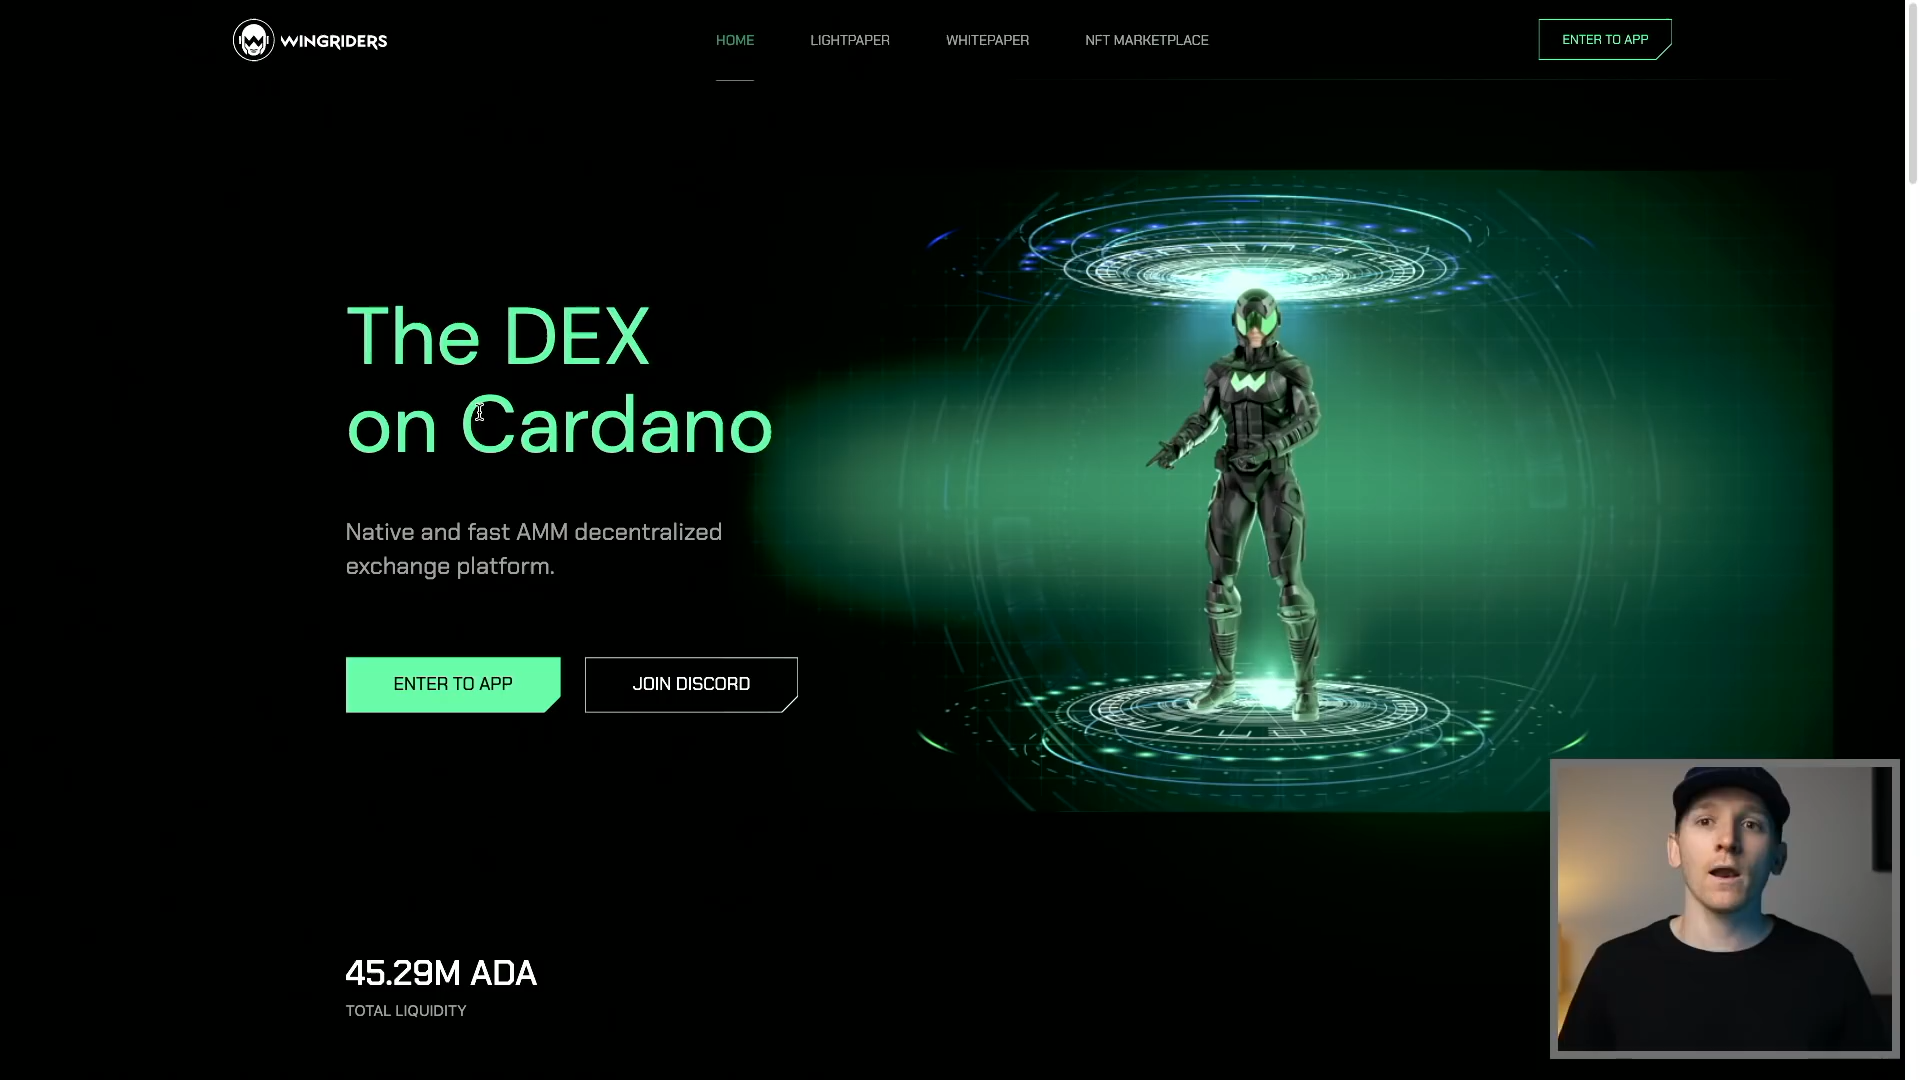 WINGRIDERS
HOME
LIGHTPAPER
WHITEPAPER
NFT MARKETPLACE
ENTER TO APP
The DEX
on Cardano
Native and fast AMM decentralized
exchange platform.
ENTER TO APP
JOIN DISCORD
45.29M ADA
TOTAL LIQUIDITY